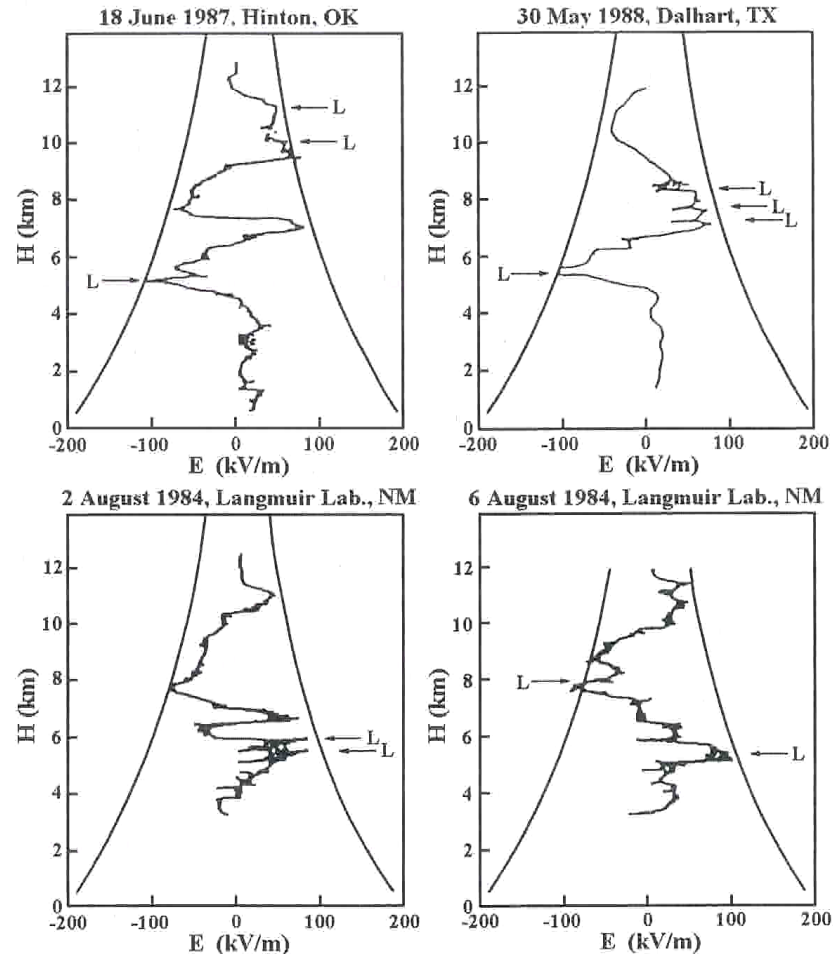 18 June 1987, Hinton, OK
12
10
8
6
4
2
0
H (km)
L
L
L
-200 -100 0 100 200
E (kV/m)
30 May 1988, Dalhart, TX
12
10
8
6
4
2
0
H (km)
L
L
L
L
-200 -100 0 100 200
E (kV/m)
2 August 1984, Langmuir Lab., NM
12
10
8
6
4
2
0
H (km)
L
L
-200 -100 0 100 200
E (kV/m)
6 August 1984, Langmuir Lab., NM
12
10
8
6
4
2
0
H (km)
L
L
-200 -100 0 100 200
E (kV/m)